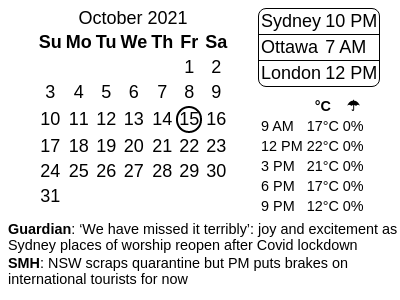 October 2021
Su Mo Tu We Th Fr Sa
1 2
3 4 5 6 7 8 9
10 11 12 13 14 15 16
17 18 19 20 21 22 23
24 25 26 27 28 29 30
31
Sydney 10 PM
Ottawa 7 AM
London 12 PM
°C ☂
9 AM 17°C 0%
12 PM 22°C 0%
3 PM 21°C 0%
6 PM 17°C 0%
9 PM 12°C 0%
Guardian: ‘We have missed it terribly’: joy and excitement as
Sydney places of worship reopen after Covid lockdown
SMH: NSW scraps quarantine but PM puts brakes on
international tourists for now